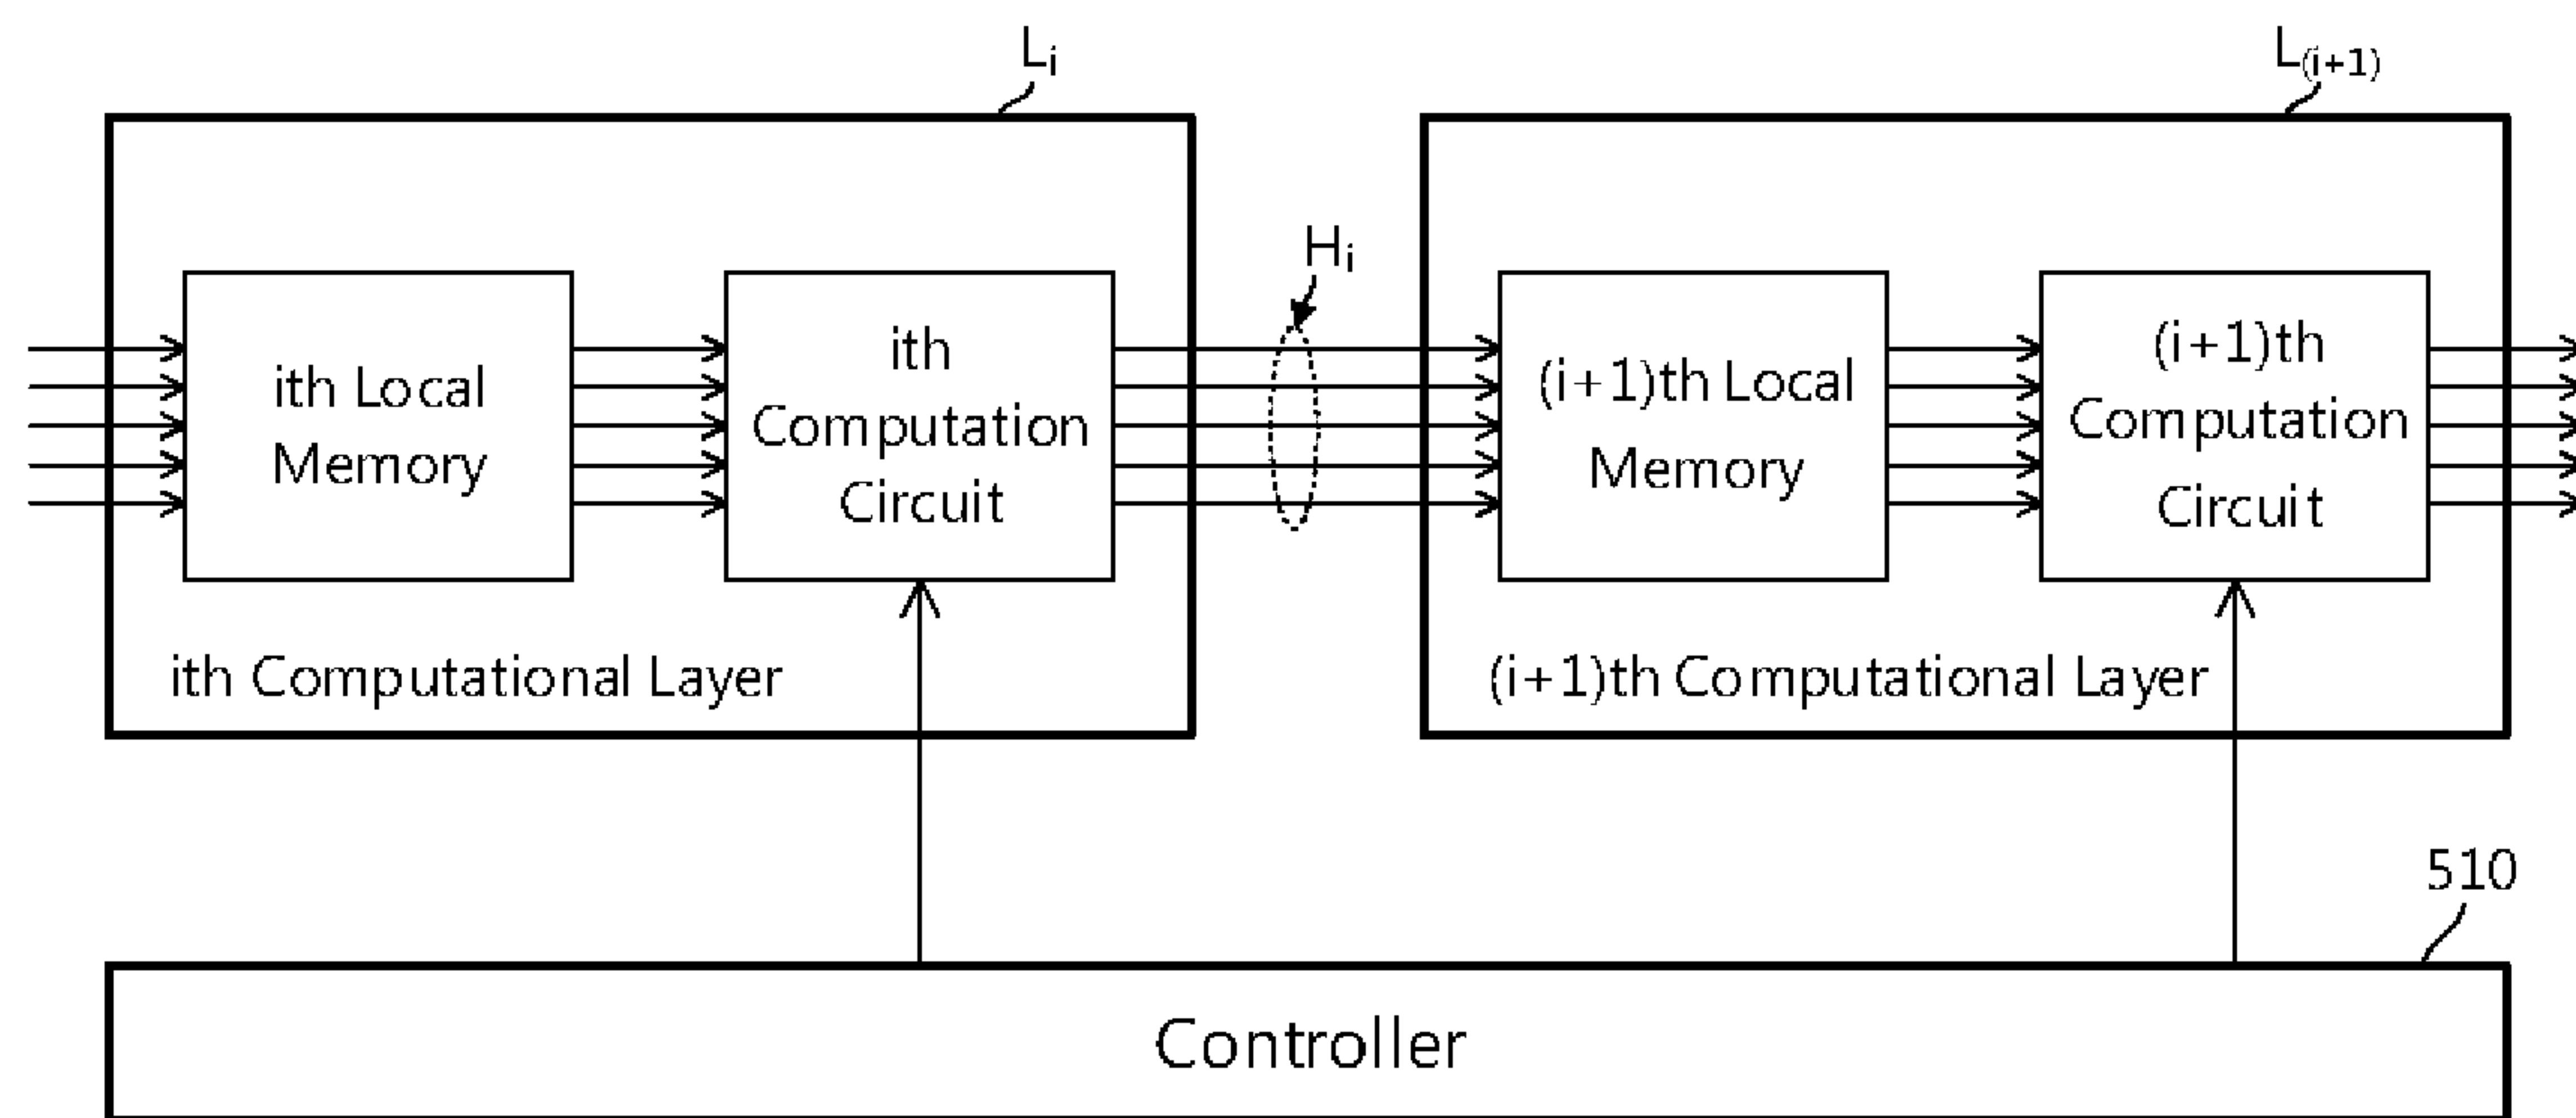 Li
L(i+1)
Hi
ith Local
Memory
ith
Computation
Circuit
(i+1)th Local
Memory
(i+1)th
Computation
Circuit
ith Computational Layer
(i+1)th Computational Layer
510
Controller